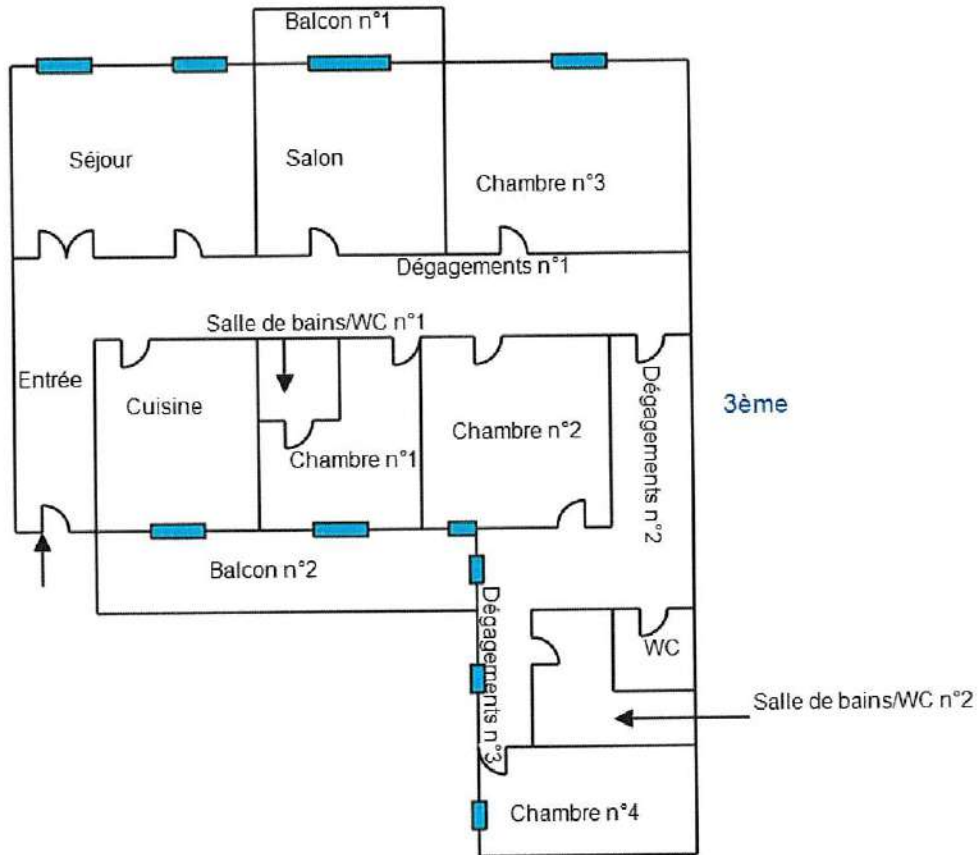 Balcon n°1
Séjour
Salon
Chambre n°3
Dégagements n°1
Salle de bains/WC n°1
Entrée
Cuisine
Chambre n°1
Chambre n°2
Dégagements n°2
3ème
Balcon n°2
Dégagements n°3
WC
Salle de bains/WC n°2
Chambre n°4